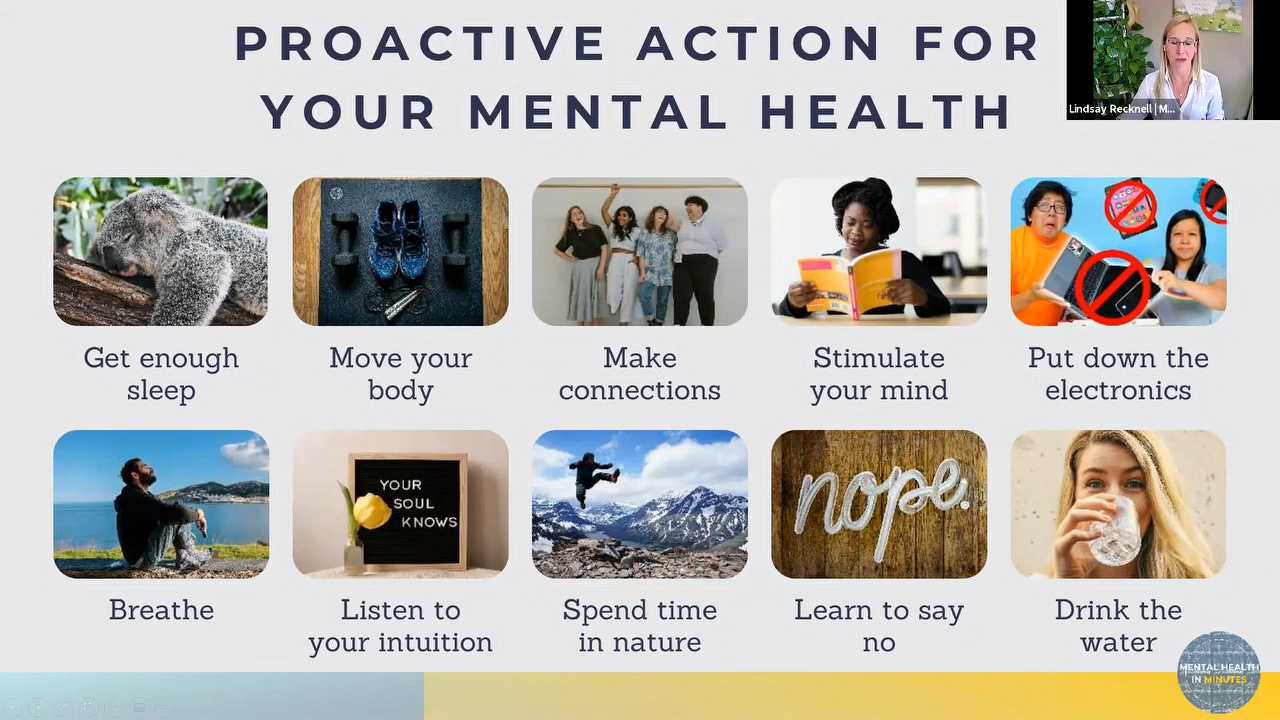 PROACTIVE ACTION FOR
YOUR MENTAL HEALTH
Lindsay Recknell | M...
Get enough
sleep
Move your
body
Make
connections
Stimulate
your mind
Put down the
electronics
YOUR
SOUL
KNOWS
nope.
Breathe
Listen to
your intuition
Spend time
in nature
Learn to say
no
Drink the
water
MENTAL HEALTH
IN MINUTES